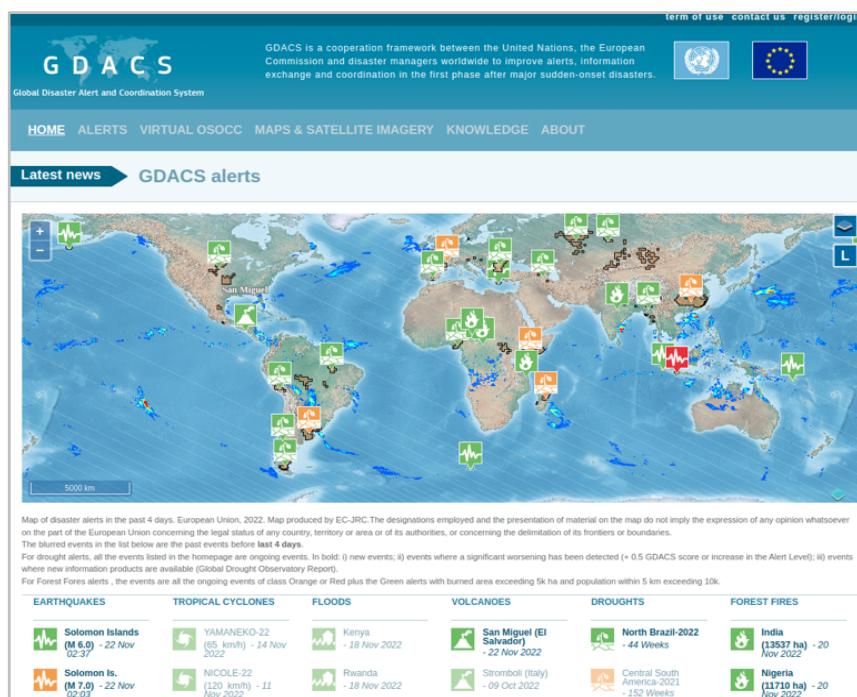 term of use contact us register/logi
GDACS
Global Disaster Alert and Coordination System
GDACS is a cooperation framework between the United Nations, the European
Commission and disaster managers worldwide to improve alerts, information
exchange and coordination in the first phase after major sudden-onset disasters.
HOME ALERTS VIRTUAL OSOCC MAPS & SATELLITE IMAGERY KNOWLEDGE ABOUT
Latest news
GDACS alerts
+
−
L
San Miguel
5000 km
Map of disaster alerts in the past 4 days. European Union, 2022. Map produced by EC-JRC.The designations employed and the presentation of material on the map do not imply the expression of any opinion whatsoever
on the part of the European Union concerning the legal status of any country, territory or area or of its authorities, or concerning the delimitation of its frontiers or boundaries.
The blurred events in the list below are the past events before last 4 days.
For drought alerts, all the events listed in the homepage are ongoing events. In bold: i) new events; ii) events where a significant worsening has been detected (+ 0.5 GDACS score or increase in the Alert Level); iii) events
where new information products are available (Global Drought Observatory Report).
For Forest Fores alerts , the events are all the ongoing events of class Orange or Red plus the Green alerts with burned area exceeding 5k ha and population within 5 km exceeding 10k.
EARTHQUAKES
Solomon Islands
(M 6.0) - 22 Nov
02:37
Solomon Is.
(M 7.0) - 22 Nov
02:03
TROPICAL CYCLONES
YAMANEKO-22
(65 km/h) - 14 Nov
2022
NICOLE-22
(120 km/h) - 11
Nov 2022
FLOODS
Kenya
- 18 Nov 2022
Rwanda
- 18 Nov 2022
VOLCANOES
San Miguel (El
Salvador)
- 22 Nov 2022
Stromboli (Italy)
- 09 Oct 2022
DROUGHTS
North Brazil-2022
- 44 Weeks
Central South
America-2021
- 152 Weeks
FOREST FIRES
India
(13537 ha) - 20
Nov 2022
Nigeria
(11710 ha) - 20
Nov 2022